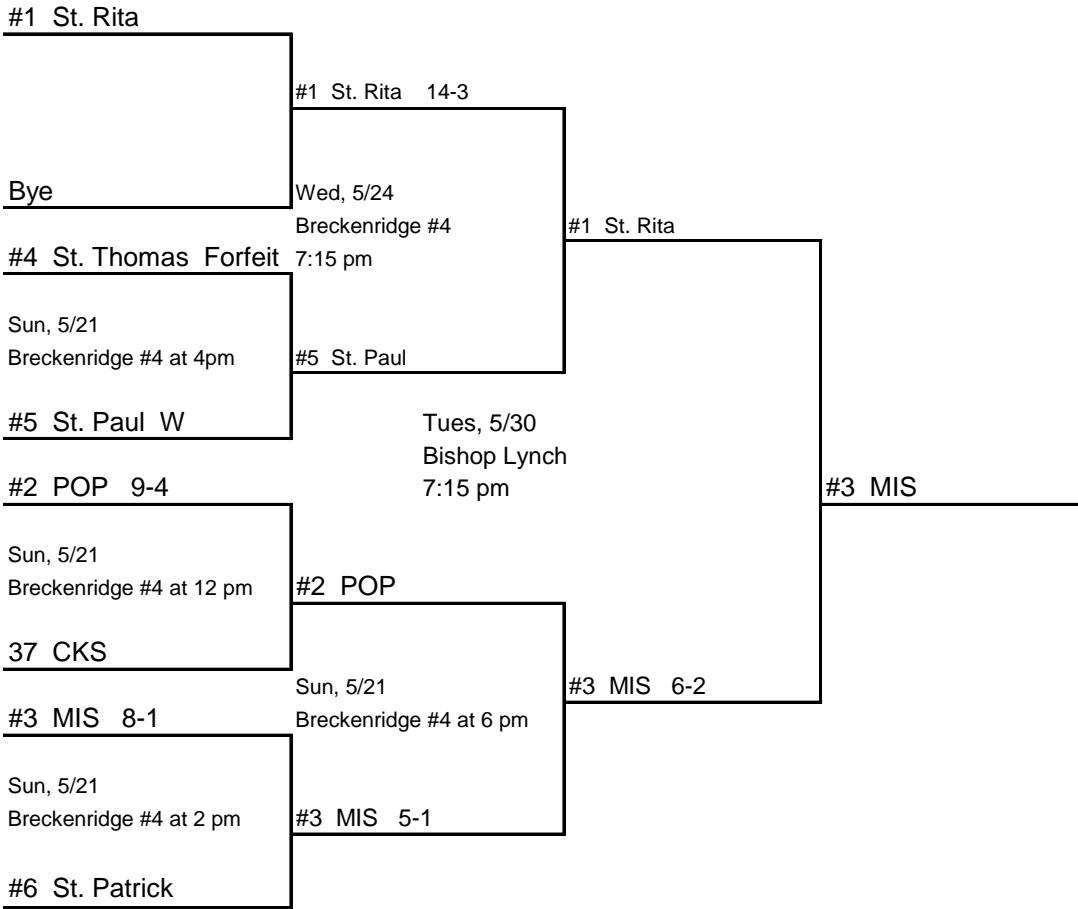 #1 St. Rita
#1 St. Rita 14-3
Bye
Wed, 5/24
Breckenridge #4
7:15 pm
#1 St. Rita
#4 St. Thomas Forfeit
Sun, 5/21
Breckenridge #4 at 4pm
#5 St. Paul
#5 St. Paul W
Tues, 5/30
Bishop Lynch
7:15 pm
#2 POP 9-4
#3 MIS
Sun, 5/21
Breckenridge #4 at 12 pm
#2 POP
37 CKS
Sun, 5/21
Breckenridge #4 at 6 pm
#3 MIS 6-2
#3 MIS 8-1
Sun, 5/21
Breckenridge #4 at 2 pm
#3 MIS 5-1
#6 St. Patrick